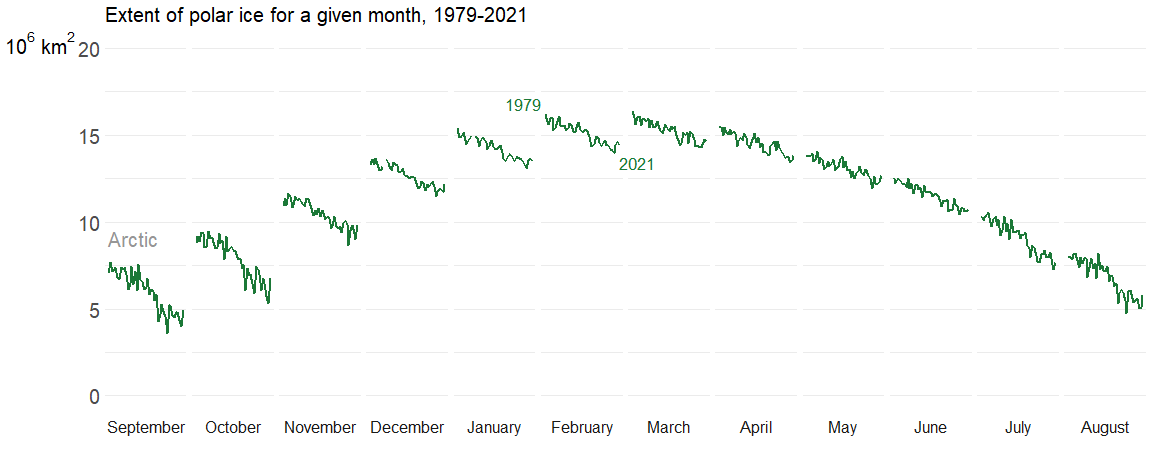 Extent of polar ice for a given month, 1979-2021
10⁶ km²
20
15
10
5
0
1979
2021
Arctic
September October November December January February March April May June July August